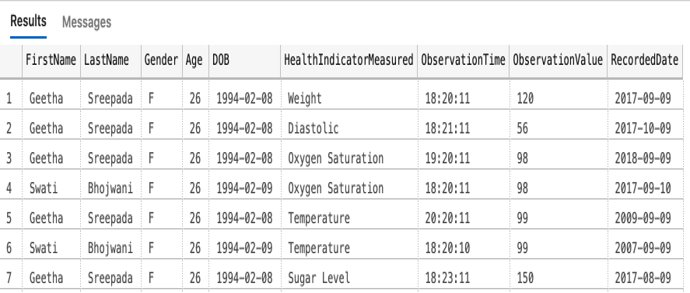 Results Messages
FirstName LastName Gender Age DOB HealthIndicatorMeasured ObservationTime ObservationValue RecordedDate
1 Geetha Sreepada F 26 1994-02-08 Weight 18:20:11 120 2017-09-09
2 Geetha Sreepada F 26 1994-02-08 Diastolic 18:21:11 56 2017-10-09
3 Geetha Sreepada F 26 1994-02-08 Oxygen Saturation 19:20:11 98 2018-09-09
4 Swati Bhojwani F 26 1994-02-09 Oxygen Saturation 18:20:11 98 2017-09-10
5 Geetha Sreepada F 26 1994-02-08 Temperature 20:20:11 99 2009-09-09
6 Swati Bhojwani F 26 1994-02-09 Temperature 18:20:10 99 2007-09-09
7 Geetha Sreepada F 26 1994-02-08 Sugar Level 18:23:11 150 2017-08-09